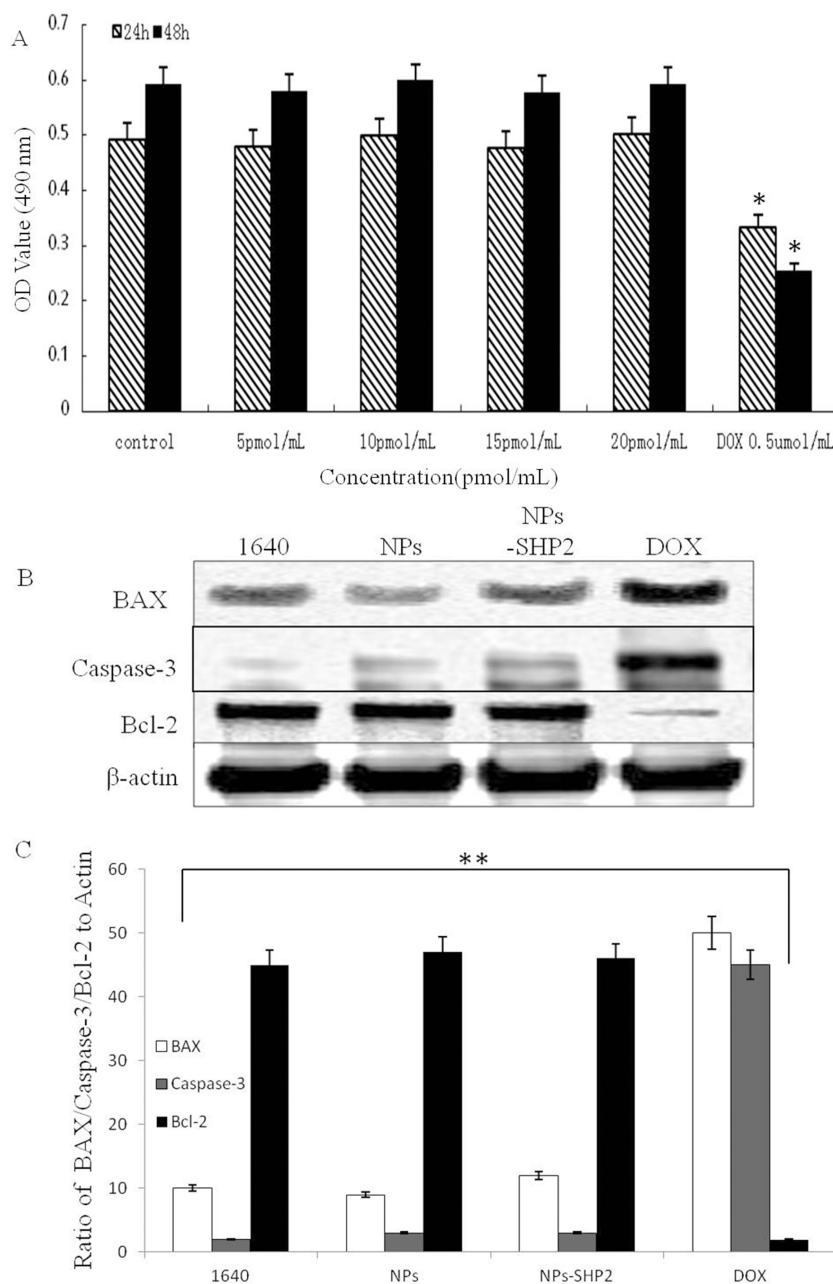 A
0.7
24h 48h
0.6
0.5
0.4
0.3
0.2
0.1
0
OD Value (490 nm)
*
*
control 5pmol/mL 10pmol/mL 15pmol/mL 20pmol/mL DOX 0.5umol/mL
Concentration(pmol/mL)
B
1640 NPs NPs DOX
-SHP2
BAX
Caspase-3
Bcl-2
β-actin
C
Ratio of BAX/Caspase-3/Bcl-2 to Actin
60
50
40
30
20
10
0
**
BAX
Caspase-3
Bcl-2
1640 NPs NPs-SHP2 DOX